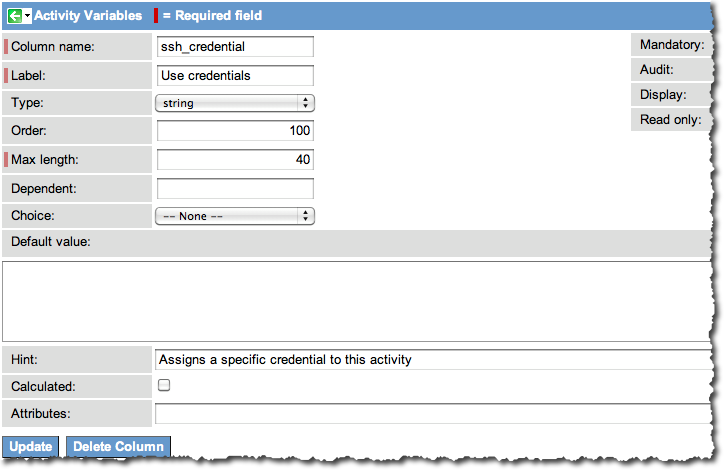 Activity Variables = Required field
Column name: ssh_credential
Mandatory:
Label: Use credentials
Audit:
Type: string
Display:
Order: 100
Read only:
Max length: 40
Dependent:
Choice: -- None --
Default value:
Hint: Assigns a specific credential to this activity
Calculated:
Attributes:
Update Delete Column